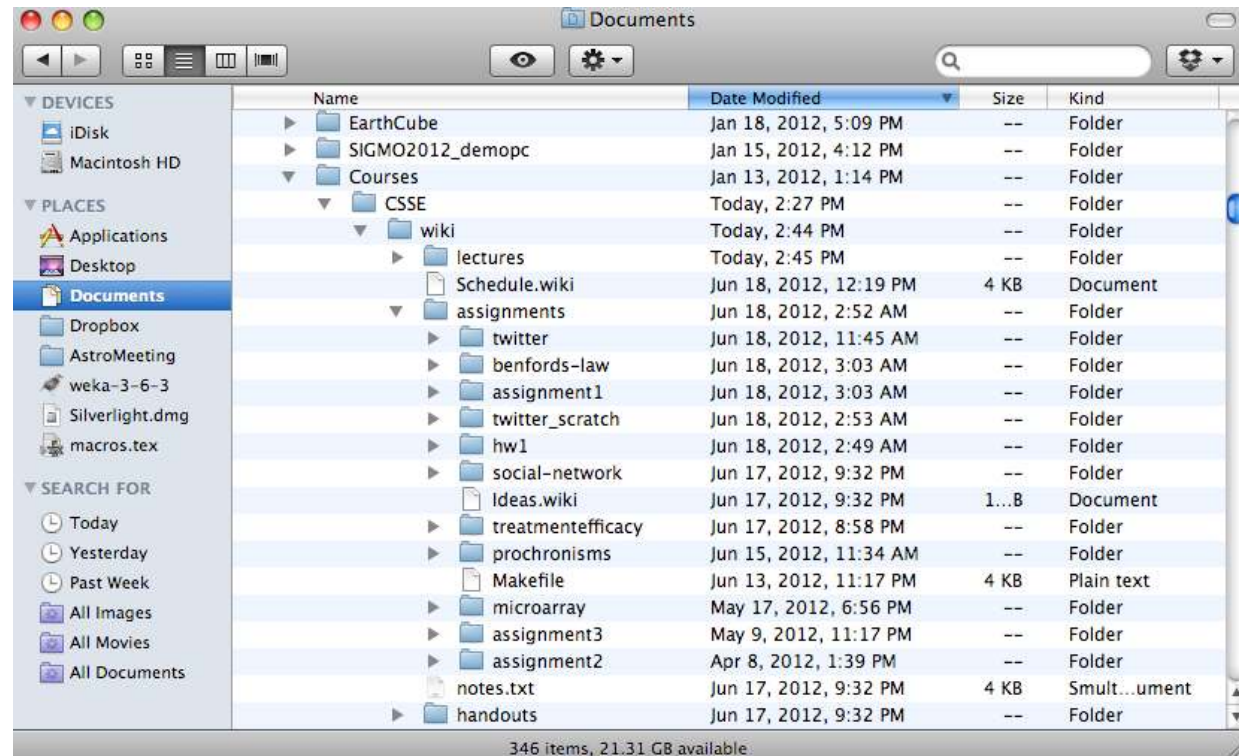 Documents
DEVICES
iDisk
Macintosh HD
PLACES
Applications
Desktop
Documents
Dropbox
AstroMeeting
weka-3-6-3
Silverlight.dmg
macros.tex
SEARCH FOR
Today
Yesterday
Past Week
All Images
All Movies
All Documents
Name Date Modified Size Kind
EarthCube Jan 18, 2012, 5:09 PM -- Folder
SIGMO2012_demopc Jan 15, 2012, 4:12 PM -- Folder
Courses Jan 13, 2012, 1:14 PM -- Folder
CSSE Today, 2:27 PM -- Folder
wiki Today, 2:44 PM -- Folder
lectures Today, 2:45 PM -- Folder
Schedule.wiki Jun 18, 2012, 12:19 PM 4 KB Document
assignments Jun 18, 2012, 2:52 AM -- Folder
twitter Jun 18, 2012, 11:45 AM -- Folder
benfords-law Jun 18, 2012, 3:03 AM -- Folder
assignment1 Jun 18, 2012, 3:03 AM -- Folder
twitter_scratch Jun 18, 2012, 2:53 AM -- Folder
hw1 Jun 18, 2012, 2:49 AM -- Folder
social-network Jun 17, 2012, 9:32 PM -- Folder
Ideas.wiki Jun 17, 2012, 9:32 PM 1...B Document
treatmentefficacy Jun 17, 2012, 8:58 PM -- Folder
prochronisms Jun 15, 2012, 11:34 AM -- Folder
Makefile Jun 13, 2012, 11:17 PM 4 KB Plain text
microarray May 17, 2012, 6:56 PM -- Folder
assignment3 May 9, 2012, 11:17 PM -- Folder
assignment2 Apr 8, 2012, 1:39 PM -- Folder
notes.txt Jun 17, 2012, 9:32 PM 4 KB Smult...ument
handouts Jun 17, 2012, 9:32 PM -- Folder
346 items, 21.31 GB available